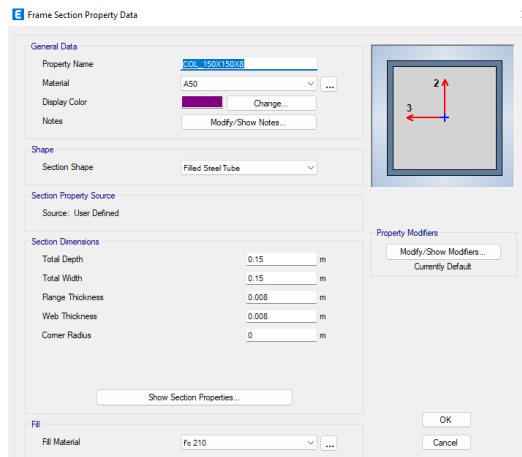 E Frame Section Property Data
General Data
Property Name COL_150X150X8
Material A50 ...
Display Color Change...
Notes Modify/Show Notes...
Shape
Section Shape Filled Steel Tube
2
3
Section Property Source
Source: User Defined
Property Modifiers
Modify/Show Modifiers...
Currently Default
Section Dimensions
Total Depth 0.15 m
Total Width 0.15 m
Flange Thickness 0.008 m
Web Thickness 0.008 m
Corner Radius 0 m
Show Section Properties...
Fill
Fill Material f'c 210 ...
OK
Cancel